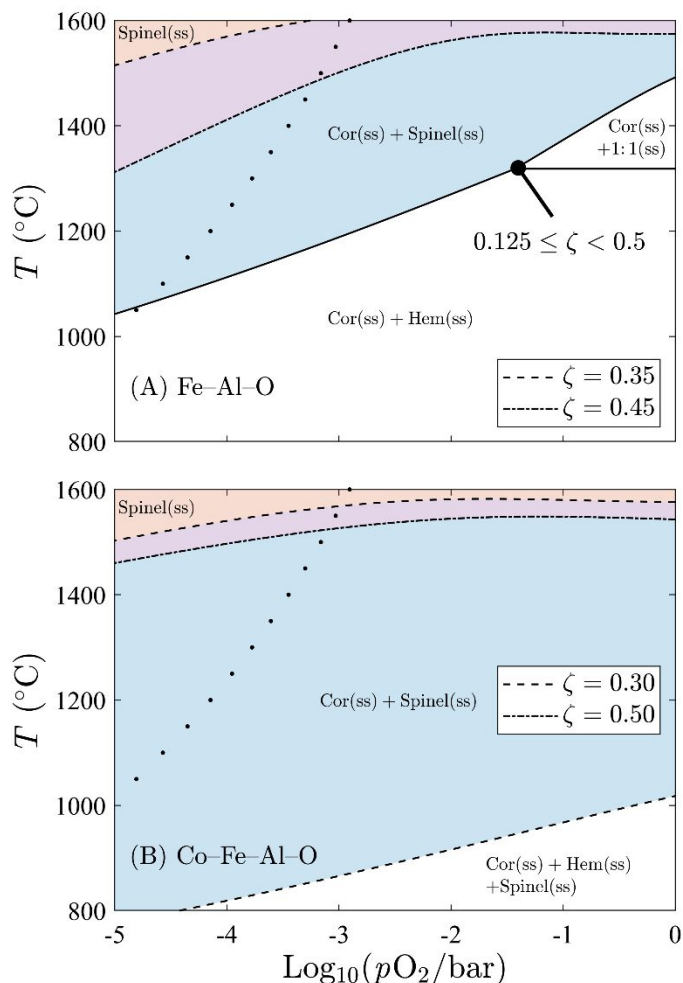 1600
Spinel(ss)
1400
Cor(ss) + Spinel(ss)
Cor(ss)
+1:1(ss)
T (°C)
1200
0.125 ≤ ζ < 0.5
1000
Cor(ss) + Hem(ss)
(A) Fe–Al–O
ζ = 0.35
ζ = 0.45
800
1600
Spinel(ss)
1400
T (°C)
1200
Cor(ss) + Spinel(ss)
ζ = 0.30
ζ = 0.50
1000
(B) Co–Fe–Al–O
Cor(ss) + Hem(ss)
+Spinel(ss)
800
-5 -4 -3 -2 -1 0
Log₁₀(pO₂/bar)